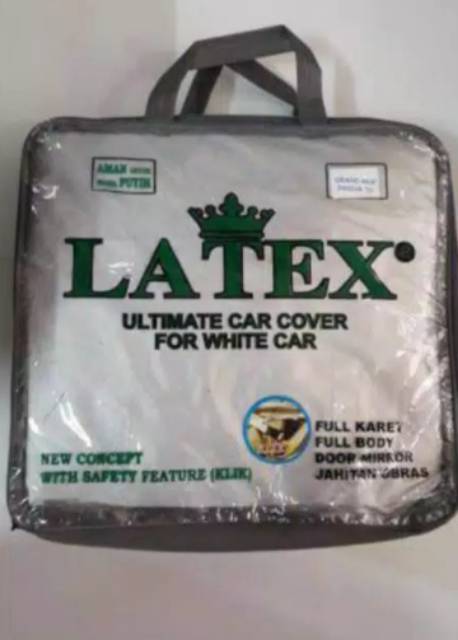 AMAN UNTUK
MOBIL PUTIH
LATEX®
ULTIMATE CAR COVER
FOR WHITE CAR
NEW CONCEPT
WITH SAFETY FEATURE (KLIK)
FULL KARET
FULL BODY
DOOR MIRROR
JAHITAN OBRAS